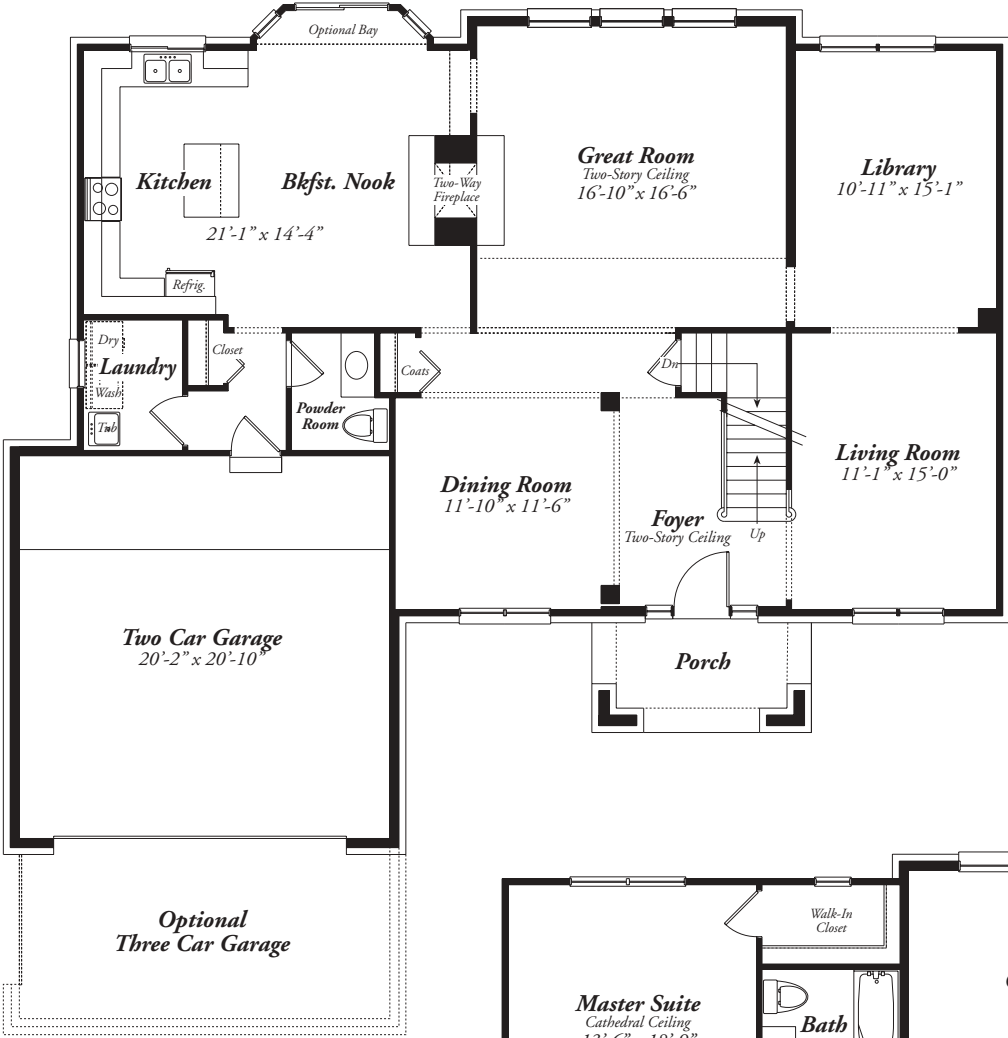 Optional Bay
Kitchen
Bkfst. Nook
21'-1" x 14'-4"
Two-Way
Fireplace
Great Room
Two-Story Ceiling
16'-10" x 16'-6"
Library
10'-11" x 15'-1"
Refrig.
Dry
Laundry
Wash
Tub
Closet
Powder
Room
Coats
Dn
Dining Room
11'-10" x 11'-6"
Foyer
Two-Story Ceiling
Up
Living Room
11'-1" x 15'-0"
Two Car Garage
20'-2" x 20'-10"
Porch
Optional
Three Car Garage
Walk-In
Closet
Master Suite
Cathedral Ceiling
Bath